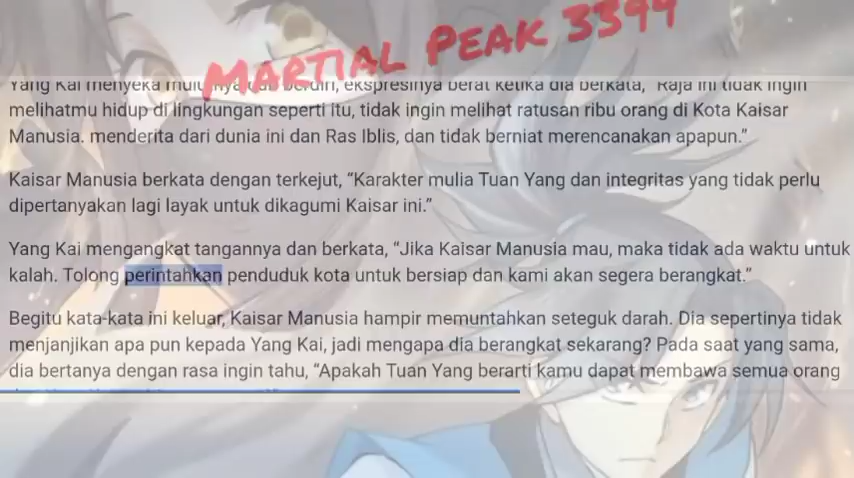 MARTIAL PEAK 3394
Yang Kai berdiri, ekspresinya berat ketika dia berkata, "Raja ini tidak ingin
melihatmu hidup di lingkungan seperti itu, tidak ingin melihat ratusan ribu orang di Kota Kaisar
Manusia. menderita dari dunia ini dan Ras Iblis, dan tidak berniat merencanakan apapun."
Kaisar Manusia berkata dengan terkejut, "Karakter mulia Tuan Yang dan integritas yang tidak perlu
dipertanyakan lagi layak untuk dikagumi Kaisar ini."
Yang Kai mengangkat tangannya dan berkata, "Jika Kaisar Manusia mau, maka tidak ada waktu untuk
kalah. Tolong perintahkan penduduk kota untuk bersiap dan kami akan segera berangkat."
Begitu kata-kata ini keluar, Kaisar Manusia hampir memuntahkan seteguk darah. Dia sepertinya tidak
menjanjikan apa pun kepada Yang Kai, jadi mengapa dia berangkat sekarang? Pada saat yang sama,
dia bertanya dengan rasa ingin tahu, "Apakah Tuan Yang berarti kamu dapat membawa semua orang